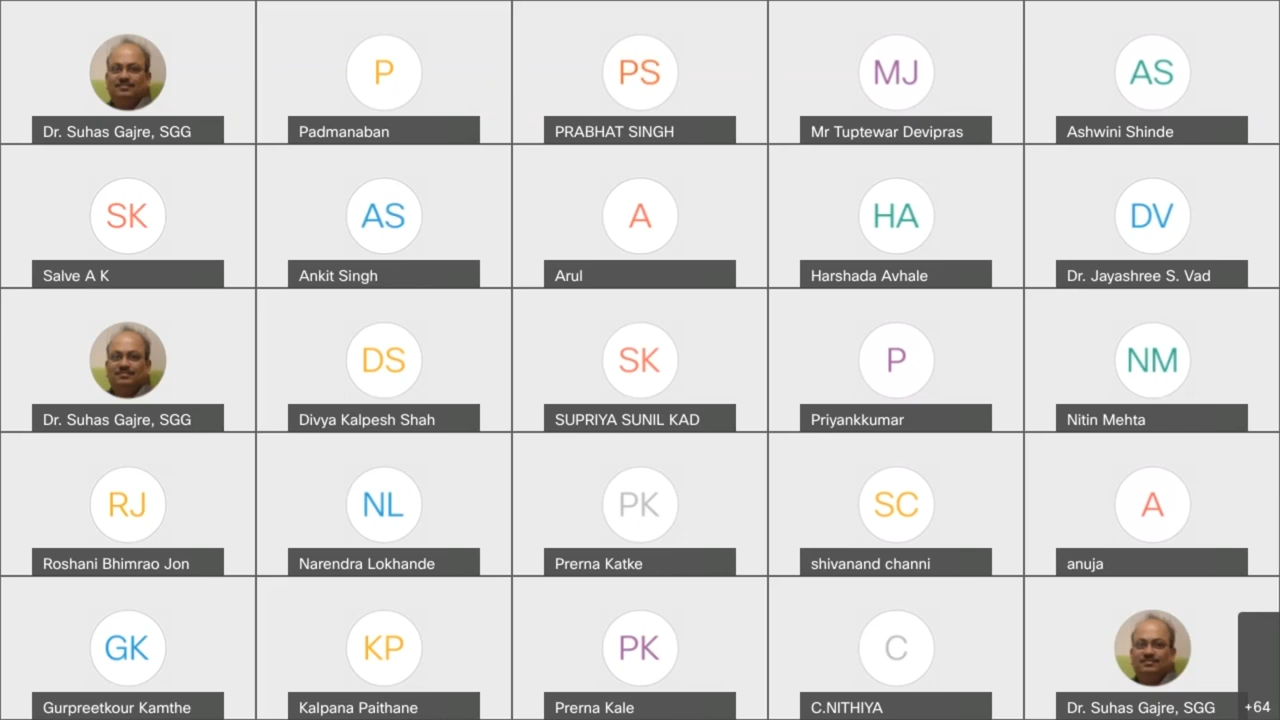 P
PS
MJ
AS
Dr. Suhas Gajre, SGG
Padmanaban
PRABHAT SINGH
Mr Tuptewar Devipras
Ashwini Shinde
SK
AS
A
HA
DV
Salve A K
Ankit Singh
Arul
Harshada Avhale
Dr. Jayashree S. Vad
DS
SK
P
NM
Dr. Suhas Gajre, SGG
Divya Kalpesh Shah
SUPRIYA SUNIL KAD
Priyankkumar
Nitin Mehta
RJ
NL
PK
SC
A
Roshani Bhimrao Jon
Narendra Lokhande
Prerna Katke
shivanand channi
anuja
GK
KP
PK
C
Gurpreetkour Kamthe
Kalpana Paithane
Prerna Kale
C.NITHIYA
Dr. Suhas Gajre, SGG
+64